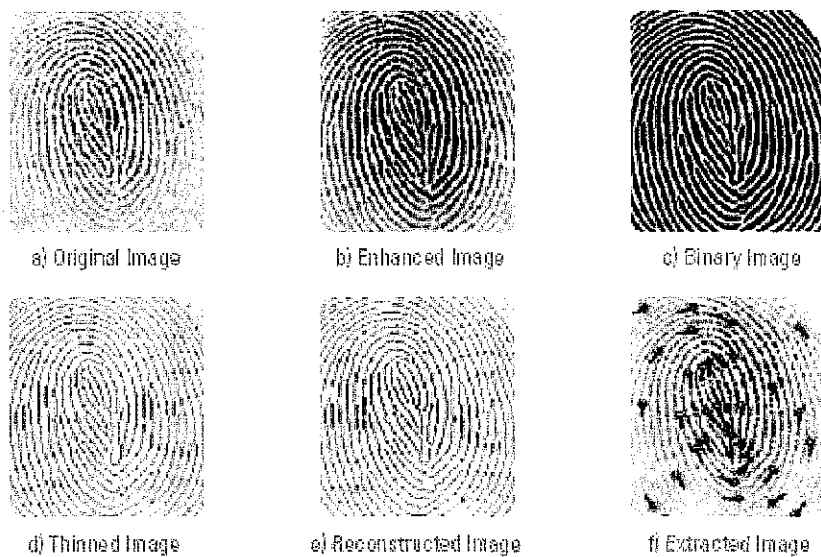 a) Original Image
b) Enhanced Image
c) Binary Image
d) Thinned Image
e) Reconstructed Image
f) Extracted Image